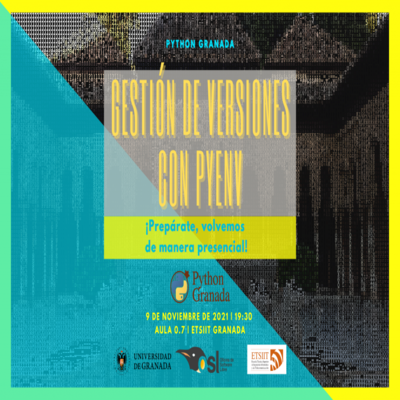 PYTHON GRANADA
GESTIÓN DE VERSIONES
CON PYENV
¡Prepárate, volvemos
de manera presencial!
Python
Granada
9 DE NOVIEMBRE DE 2021 | 19:30
AULA 0.7 | ETSIIT GRANADA
UNIVERSIDAD
DE GRANADA
SL
ETSIIT